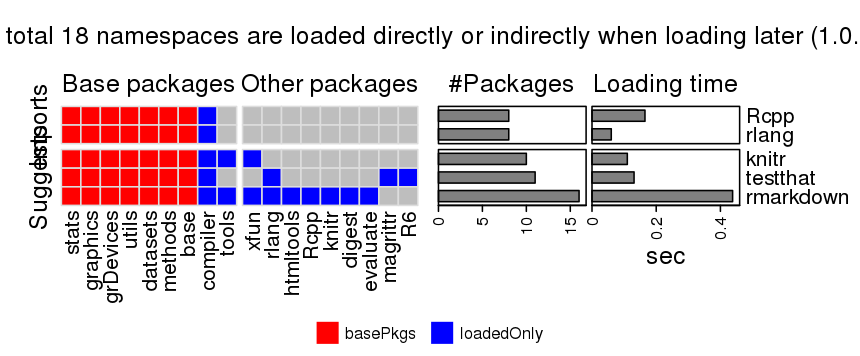 total 18 namespaces are loaded directly or indirectly when loading later (1.0.
Base packages Other packages #Packages Loading time
Imports
Suggests
Rcpp
rlang
knitr
testthat
rmarkdown
stats
graphics
grDevices
utils
datasets
methods
base
compiler
tools
xfun
rlang
htmltools
Rcpp
knitr
digest
evaluate
magrittr
R6
0 5 10 15
0 0.2 0.4
sec
basePkgs loadedOnly